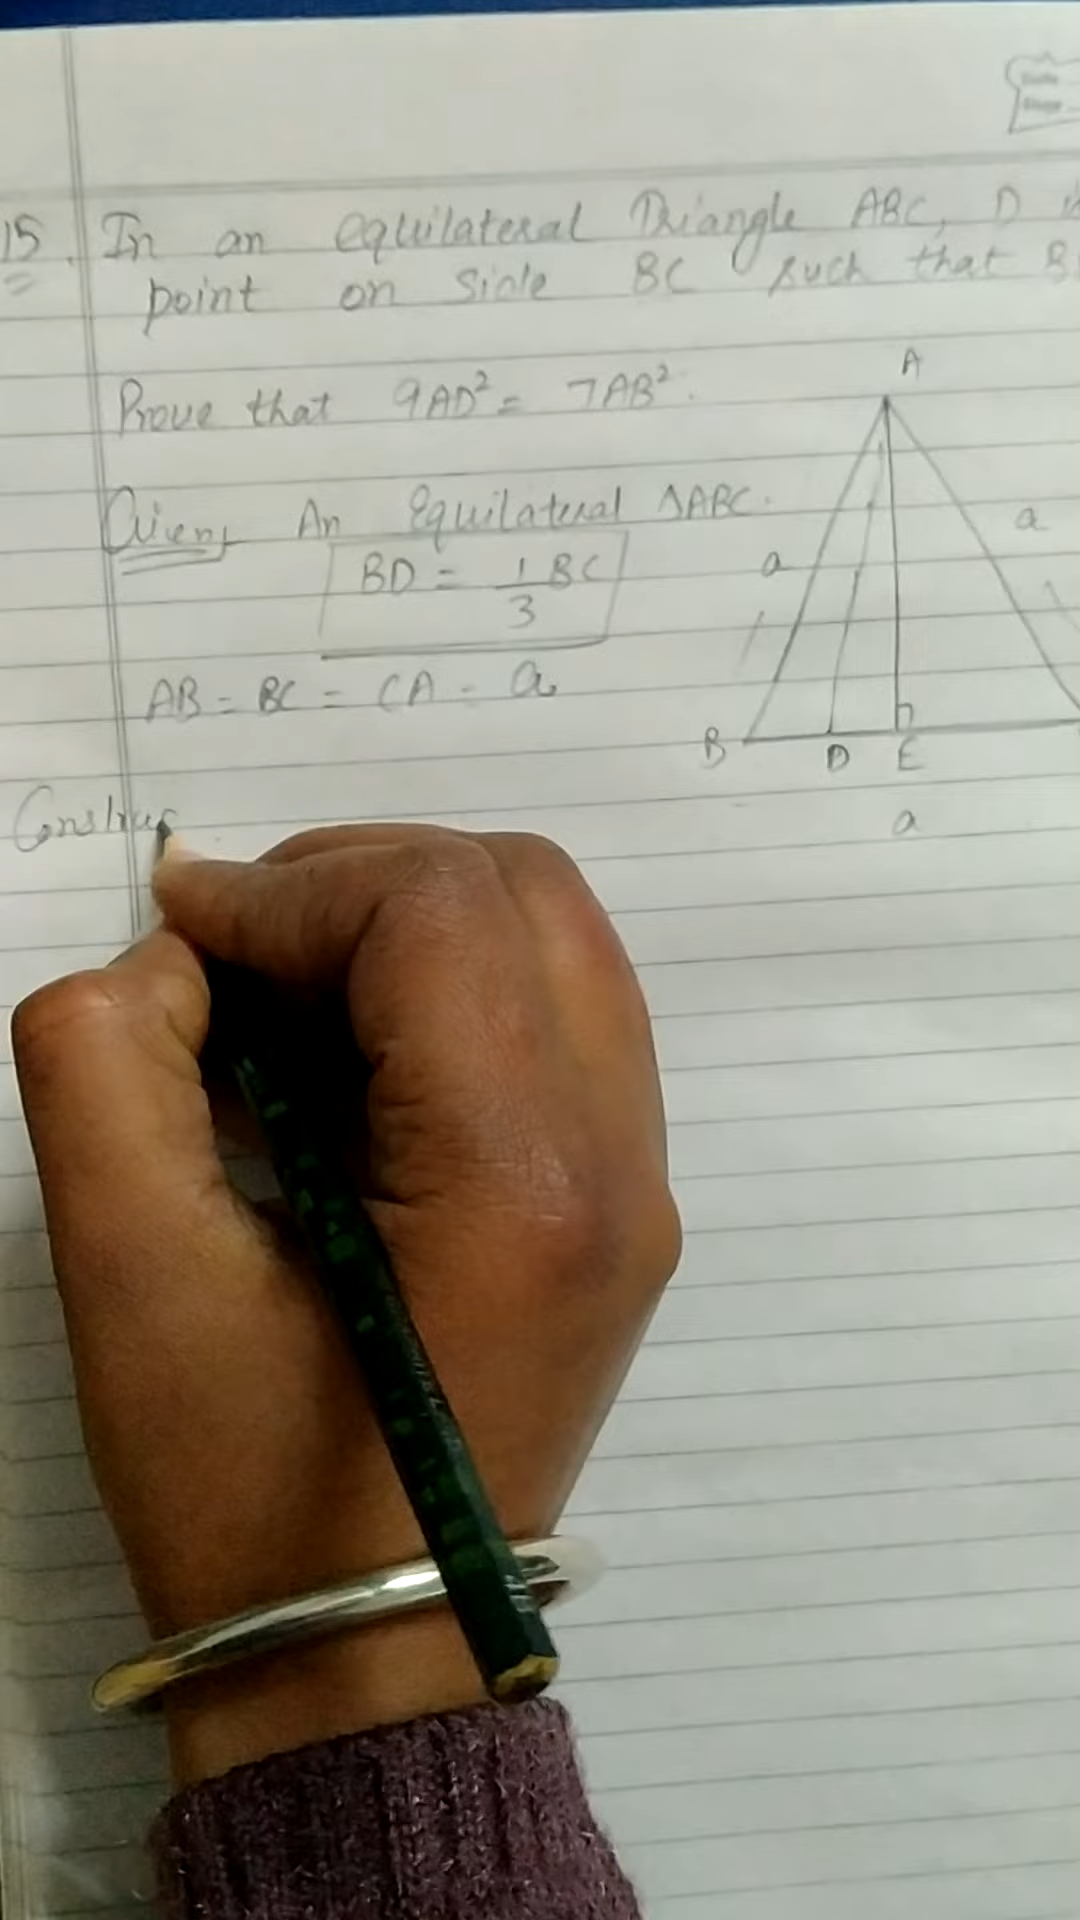 15. In an equilateral Triangle ABC, D
point on side BC such that
Prove that 9AD² = 7AB².
Given, An Equilateral ΔABC.
BD = 1/3 BC
AB = BC = CA = a
Construc
A
a
a
B
D
E
a